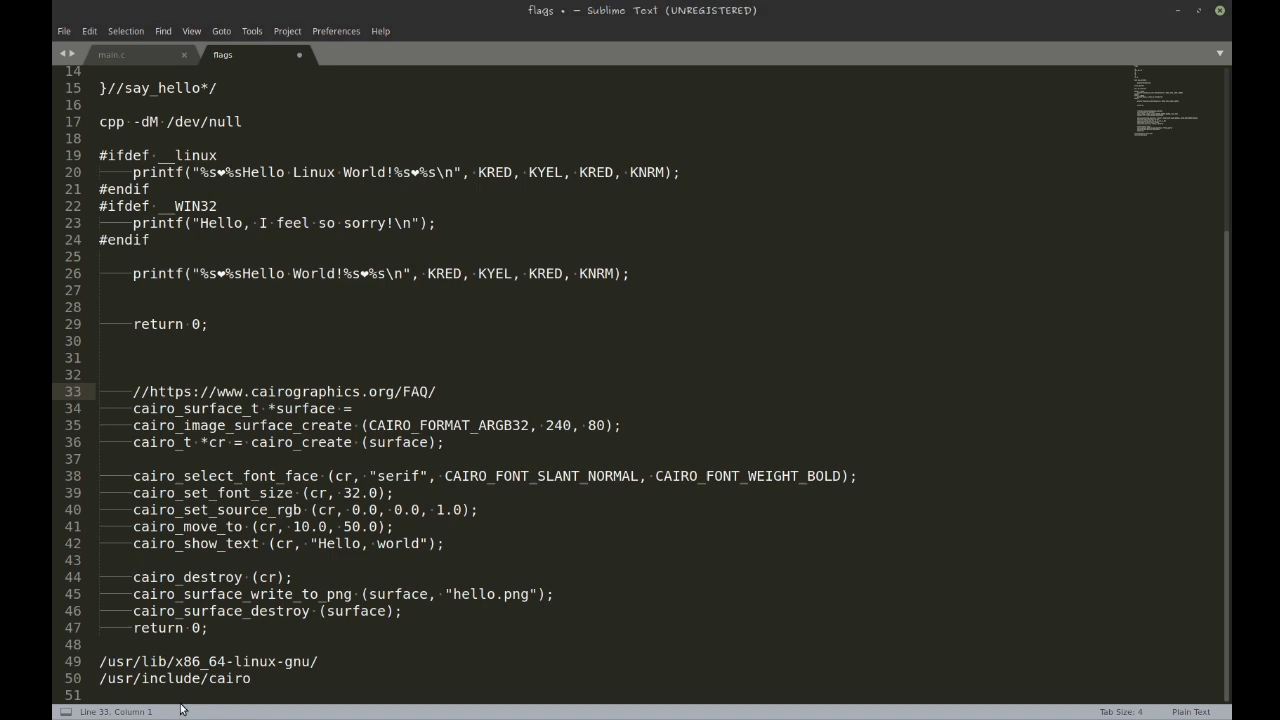 flags • — Sublime Text (UNREGISTERED)
File Edit Selection Find View Goto Tools Project Preferences Help
main.c flags
14
15 }//say_hello*/
16
17 cpp -dM /dev/null
18
19 #ifdef __linux
20 printf("%s❤%sHello Linux World!%s❤%s\n", KRED, KYEL, KRED, KNRM);
21 #endif
22 #ifdef __WIN32
23 printf("Hello, I feel so sorry!\n");
24 #endif
25
26 printf("%s❤%sHello World!%s❤%s\n", KRED, KYEL, KRED, KNRM);
27
28
29 return 0;
30
31
32
33 //https://www.cairographics.org/FAQ/
34 cairo_surface_t *surface =
35 cairo_image_surface_create (CAIRO_FORMAT_ARGB32, 240, 80);
36 cairo_t *cr = cairo_create (surface);
37
38 cairo_select_font_face (cr, "serif", CAIRO_FONT_SLANT_NORMAL, CAIRO_FONT_WEIGHT_BOLD);
39 cairo_set_font_size (cr, 32.0);
40 cairo_set_source_rgb (cr, 0.0, 0.0, 1.0);
41 cairo_move_to (cr, 10.0, 50.0);
42 cairo_show_text (cr, "Hello, world");
43
44 cairo_destroy (cr);
45 cairo_surface_write_to_png (surface, "hello.png");
46 cairo_surface_destroy (surface);
47 return 0;
48
49 /usr/lib/x86_64-linux-gnu/
50 /usr/include/cairo
51
Line 33, Column 1 Tab Size: 4 Plain Text